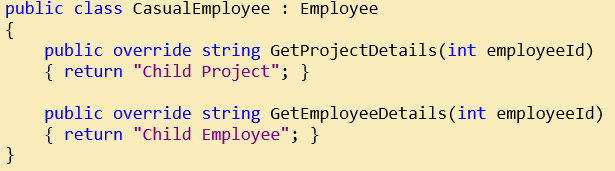 public class CasualEmployee : Employee
{
    public override string GetProjectDetails(int employeeId)
    { return "Child Project"; }

    public override string GetEmployeeDetails(int employeeId)
    { return "Child Employee"; }
}